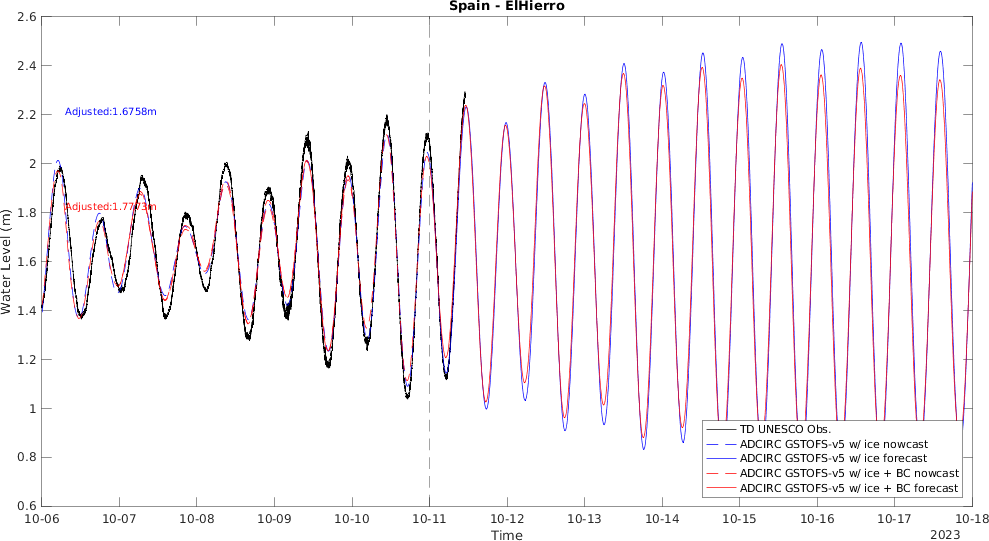 Spain - ElHierro
2.6
2.4
2.2
2
1.8
1.6
1.4
1.2
1
0.8
0.6
Water Level (m)
Adjusted:1.6758m
Adjusted:1.7773m
TD UNESCO Obs.
ADCIRC GSTOFS-v5 w/ ice nowcast
ADCIRC GSTOFS-v5 w/ ice forecast
ADCIRC GSTOFS-v5 w/ ice + BC nowcast
ADCIRC GSTOFS-v5 w/ ice + BC forecast
10-06 10-07 10-08 10-09 10-10 10-11 10-12 10-13 10-14 10-15 10-16 10-17 10-18
Time
2023